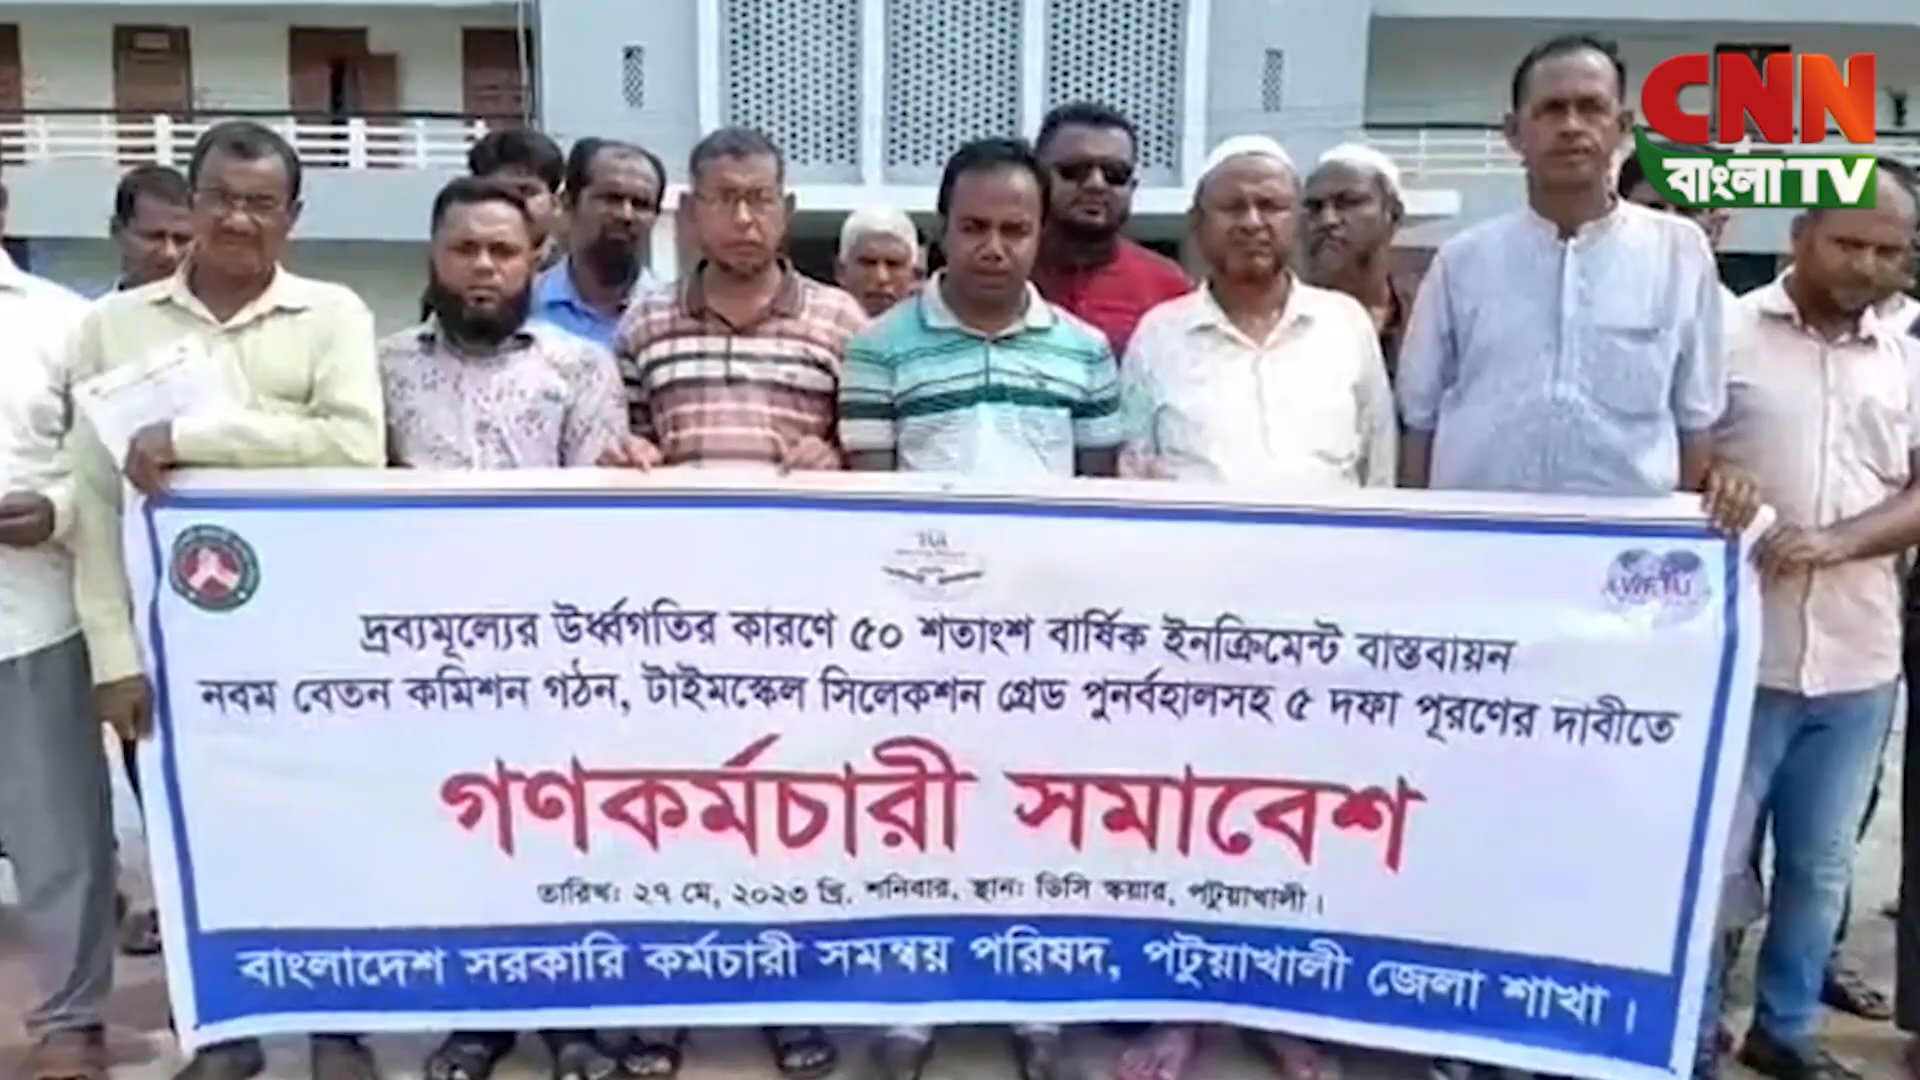 CNN
বাংলা TV
দ্রব্যমূল্যের উর্ধ্বগতির কারণে ৫০ শতাংশ বার্ষিক ইনক্রিমেন্ট বাস্তবায়ন
নবম বেতন কমিশন গঠন, টাইমস্কেল সিলেকশন গ্রেড পুনর্বহালসহ ৫ দফা পূরণের দাবীতে
গণকর্মচারী সমাবেশ
তারিখ: ২৭ মে, ২০২৩ খ্রি. শনিবার, স্থান: ডিসি স্কয়ার, পটুয়াখালী।
বাংলাদেশ সরকারি কর্মচারী সমন্বয় পরিষদ, পটুয়াখালী জেলা শাখা।